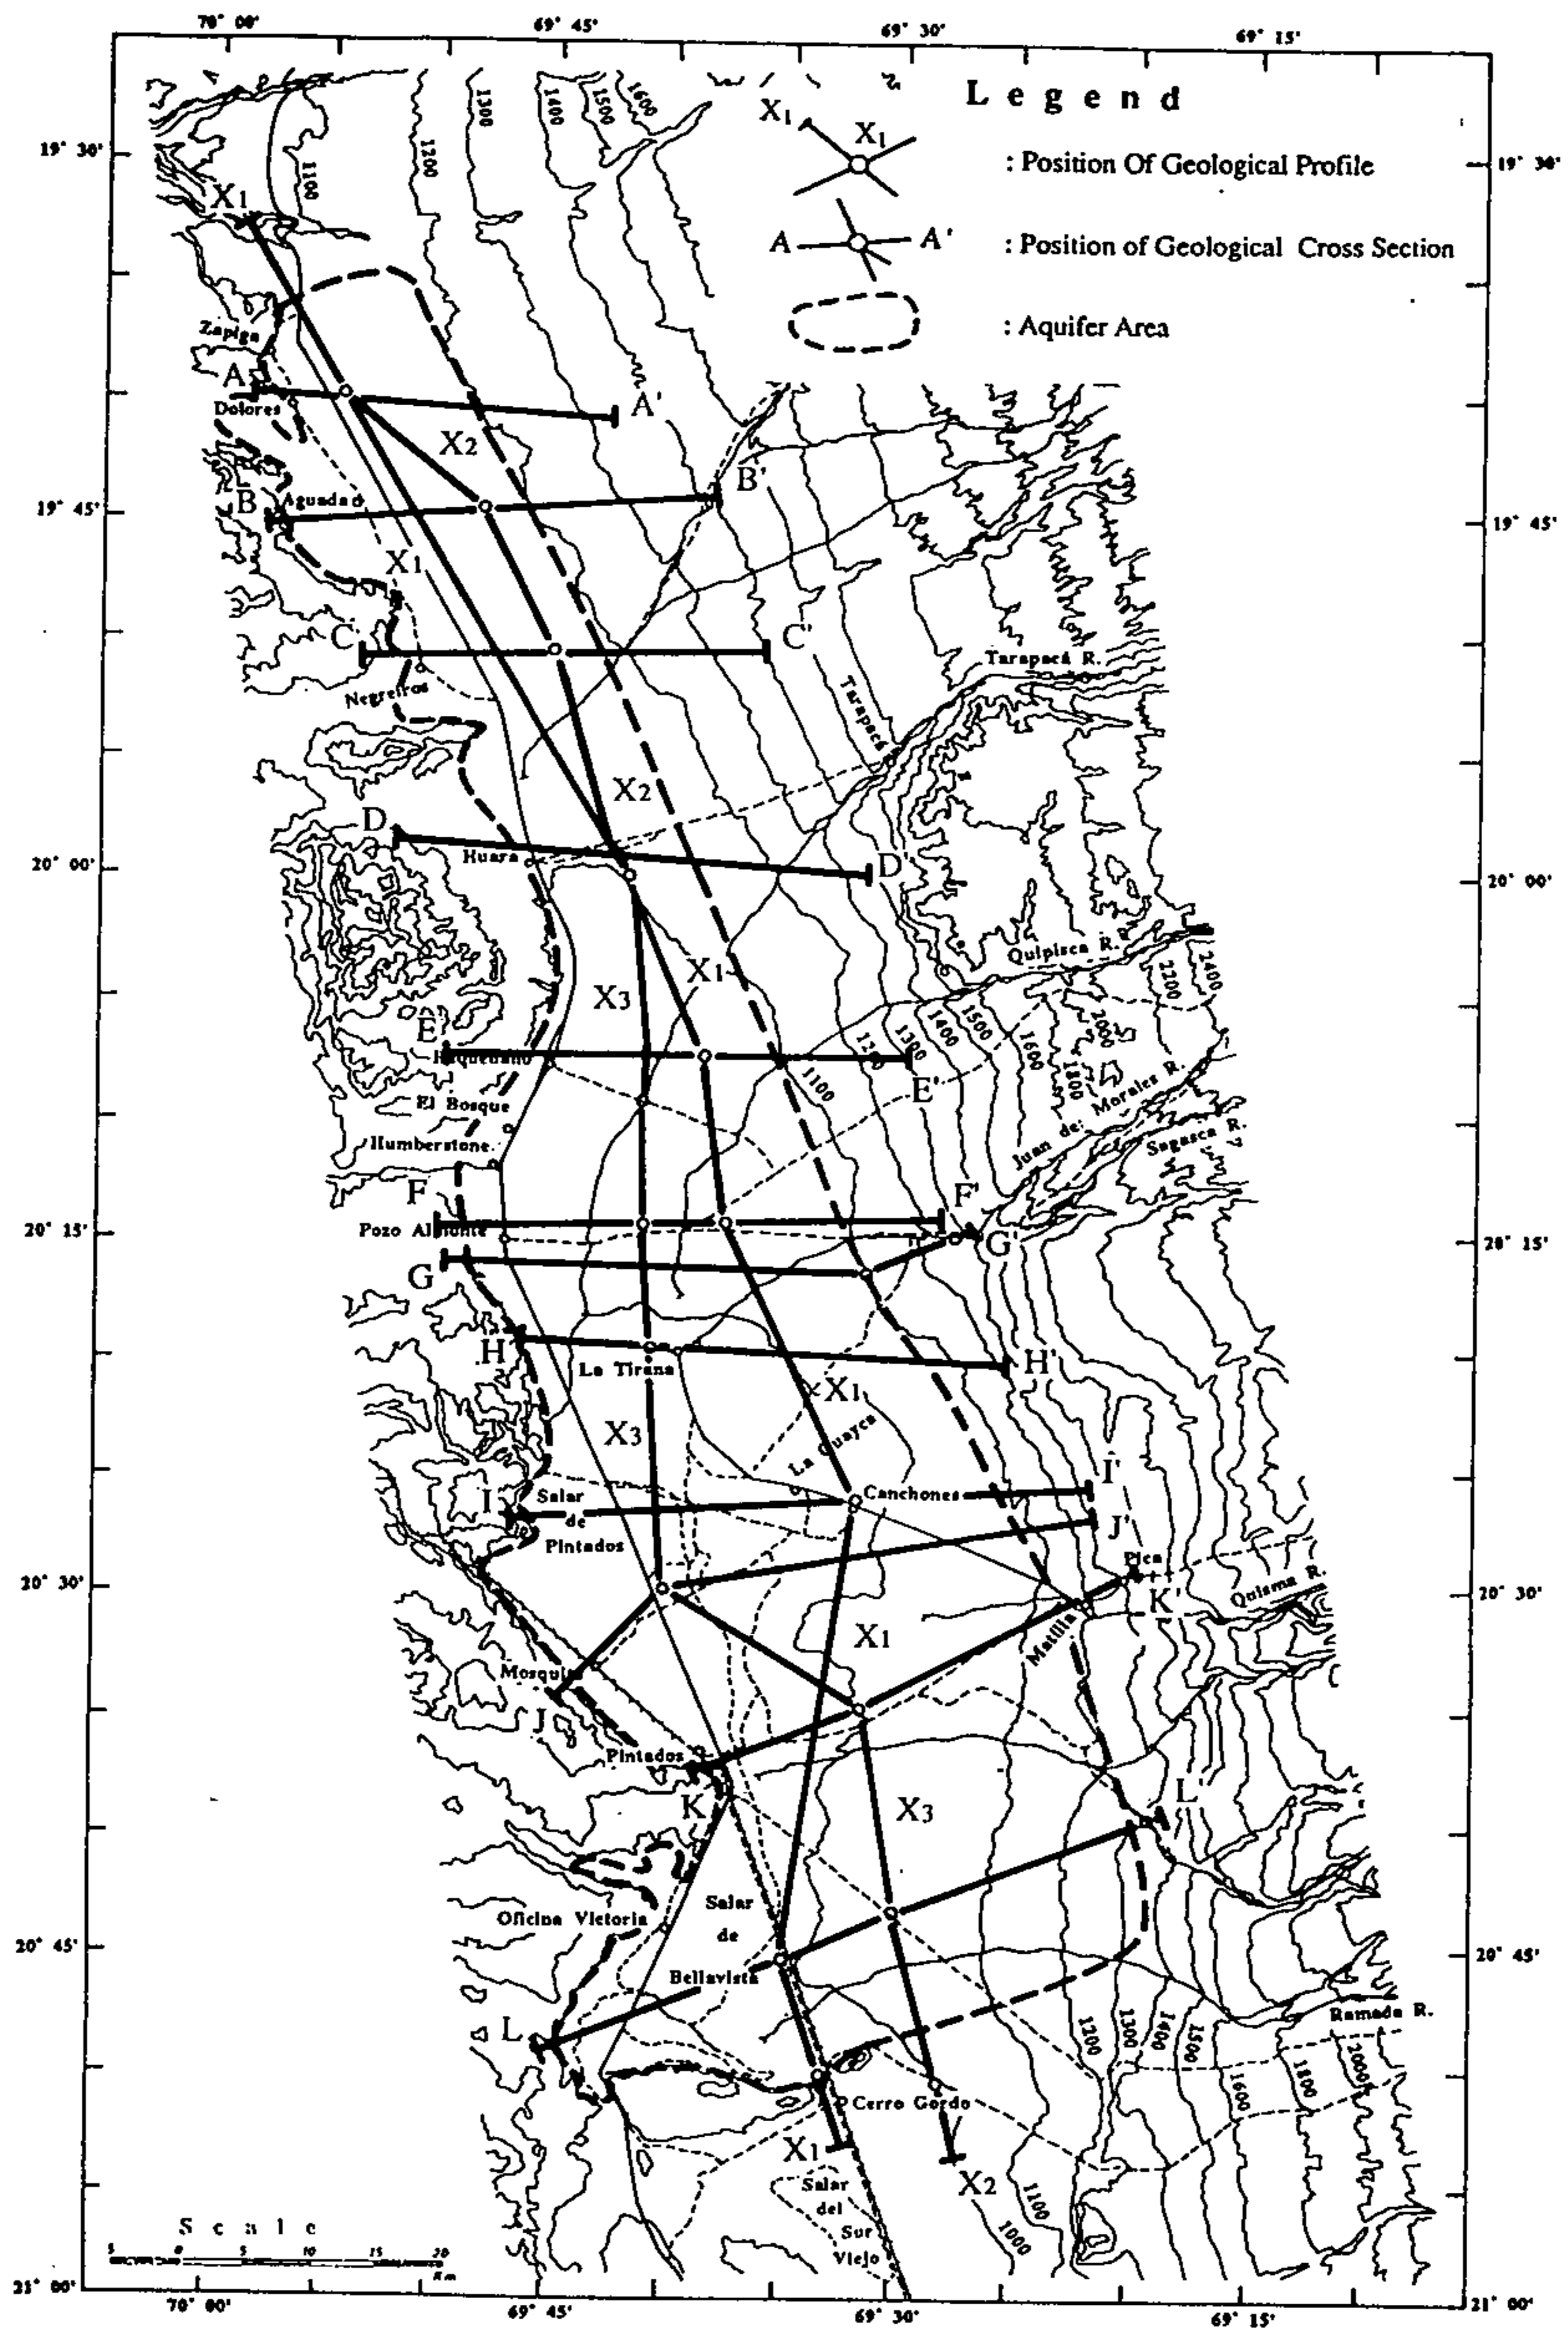 70° 00'
69° 45'
69° 30'
69° 15'
Legend
X1
X1
: Position Of Geological Profile
A
A'
: Position of Geological Cross Section
: Aquifer Area
19° 30'
19° 30'
1100
1200
1300
1400
1500
1600
X1
Zapiga
A
A'
Dolores
X2
B
B'
19° 45'
19° 45'
X1
C
C'
Negreiros
Tarapacá R.
Tarapacá
X2
D
D'
Huara
20° 00'
20° 00'
Quipisca R.
2200
2400
X1
X3
E
E'
1100
1300
1400
1500
1600
1800
2000
El Bosque
Juan de Morales R.
Sagasca R.
Humberstone
F
F'
Pozo Almonte
20° 15'
20° 15'
G
G'
H
H'
La Tirana
X1
X3
La Guayca
I
I'
Canchones
Salar
de
Pintados
J'
Pica
20° 30'
20° 30'
K'
Quisma R.
X1
Matilla
J
Pintados
K
X3
L'
Oficina Victoria
Salar
de
Bellavista
20° 45'
20° 45'
L
Ramada R.
1200
1300
1400
1500
1600
1800
2000
Cerro Gordo
X1
X2
Salar
del
Sur
Viejo
1100
1000
Scale
5 0 5 10 15 20
Km
21° 00'
21° 00'
70° 00'
69° 45'
69° 30'
69° 15'